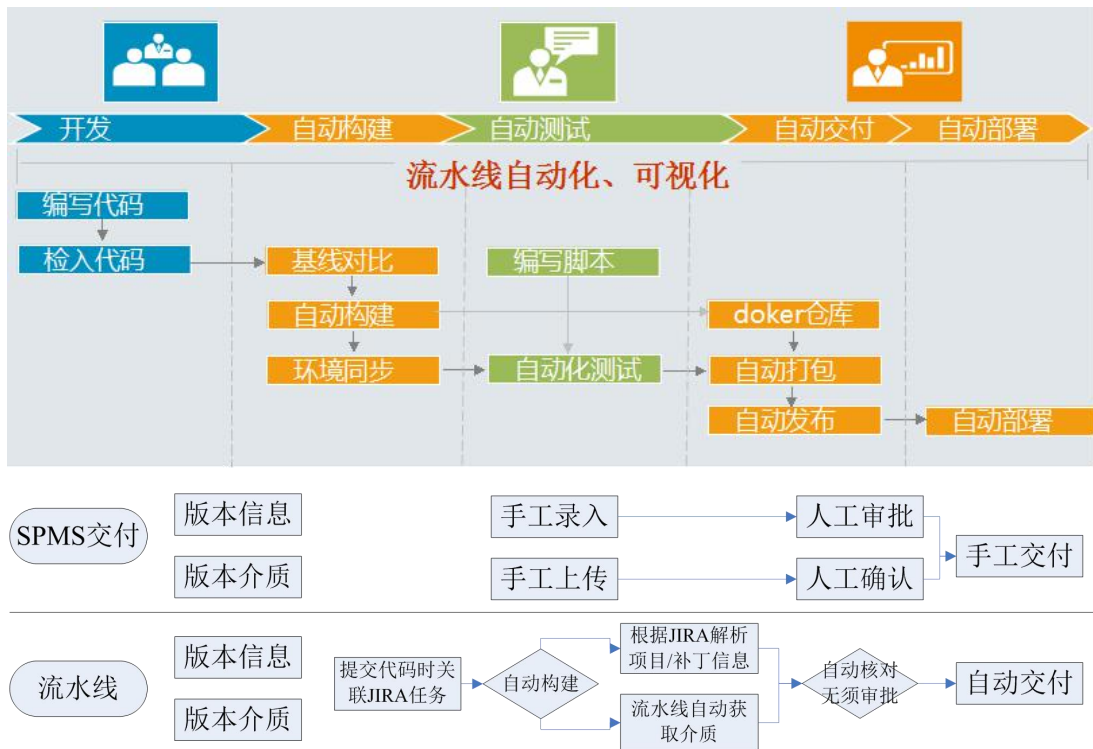 开发
自动构建
自动测试
自动交付
自动部署
流水线自动化、可视化
编写代码
检入代码
基线对比
编写脚本
自动构建
doker仓库
环境同步
自动化测试
自动打包
自动发布
自动部署
SPMS交付
版本信息
手工录入
人工审批
手工交付
版本介质
手工上传
人工确认
流水线
版本信息
版本介质
提交代码时关
联JIRA任务
自动构建
根据JIRA解析
项目/补丁信息
流水线自动获
取介质
自动核对
无须审批
自动交付